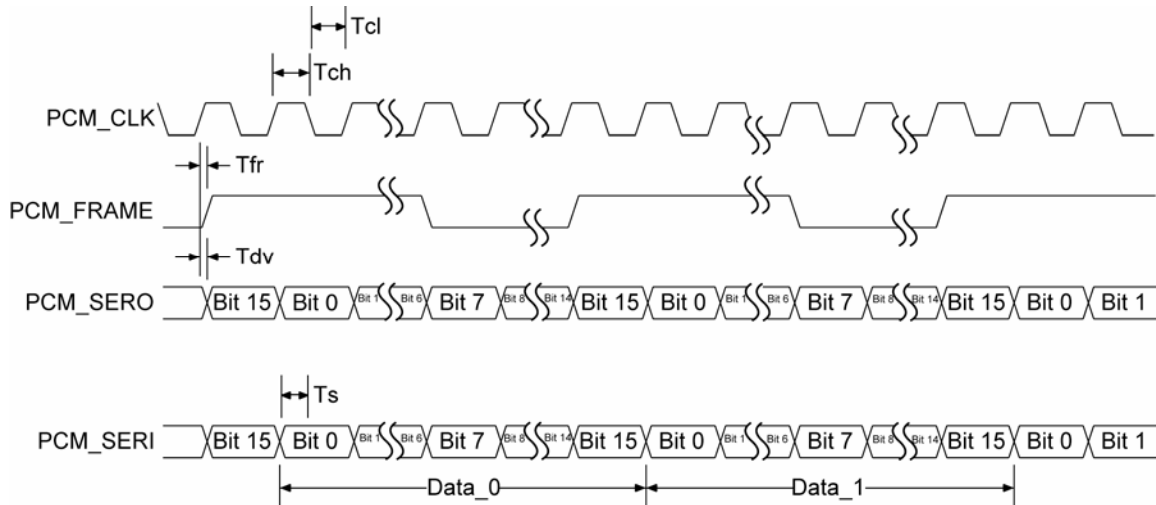 Tcl
Tch
PCM_CLK
Tfr
PCM_FRAME
Tdv
PCM_SERO Bit 15 Bit 0 Bit 1 Bit 6 Bit 7 Bit 8 Bit 14 Bit 15 Bit 0 Bit 1 Bit 6 Bit 7 Bit 8 Bit 14 Bit 15 Bit 0 Bit 1
Ts
PCM_SERI Bit 15 Bit 0 Bit 1 Bit 6 Bit 7 Bit 8 Bit 14 Bit 15 Bit 0 Bit 1 Bit 6 Bit 7 Bit 8 Bit 14 Bit 15 Bit 0 Bit 1
Data_0 Data_1